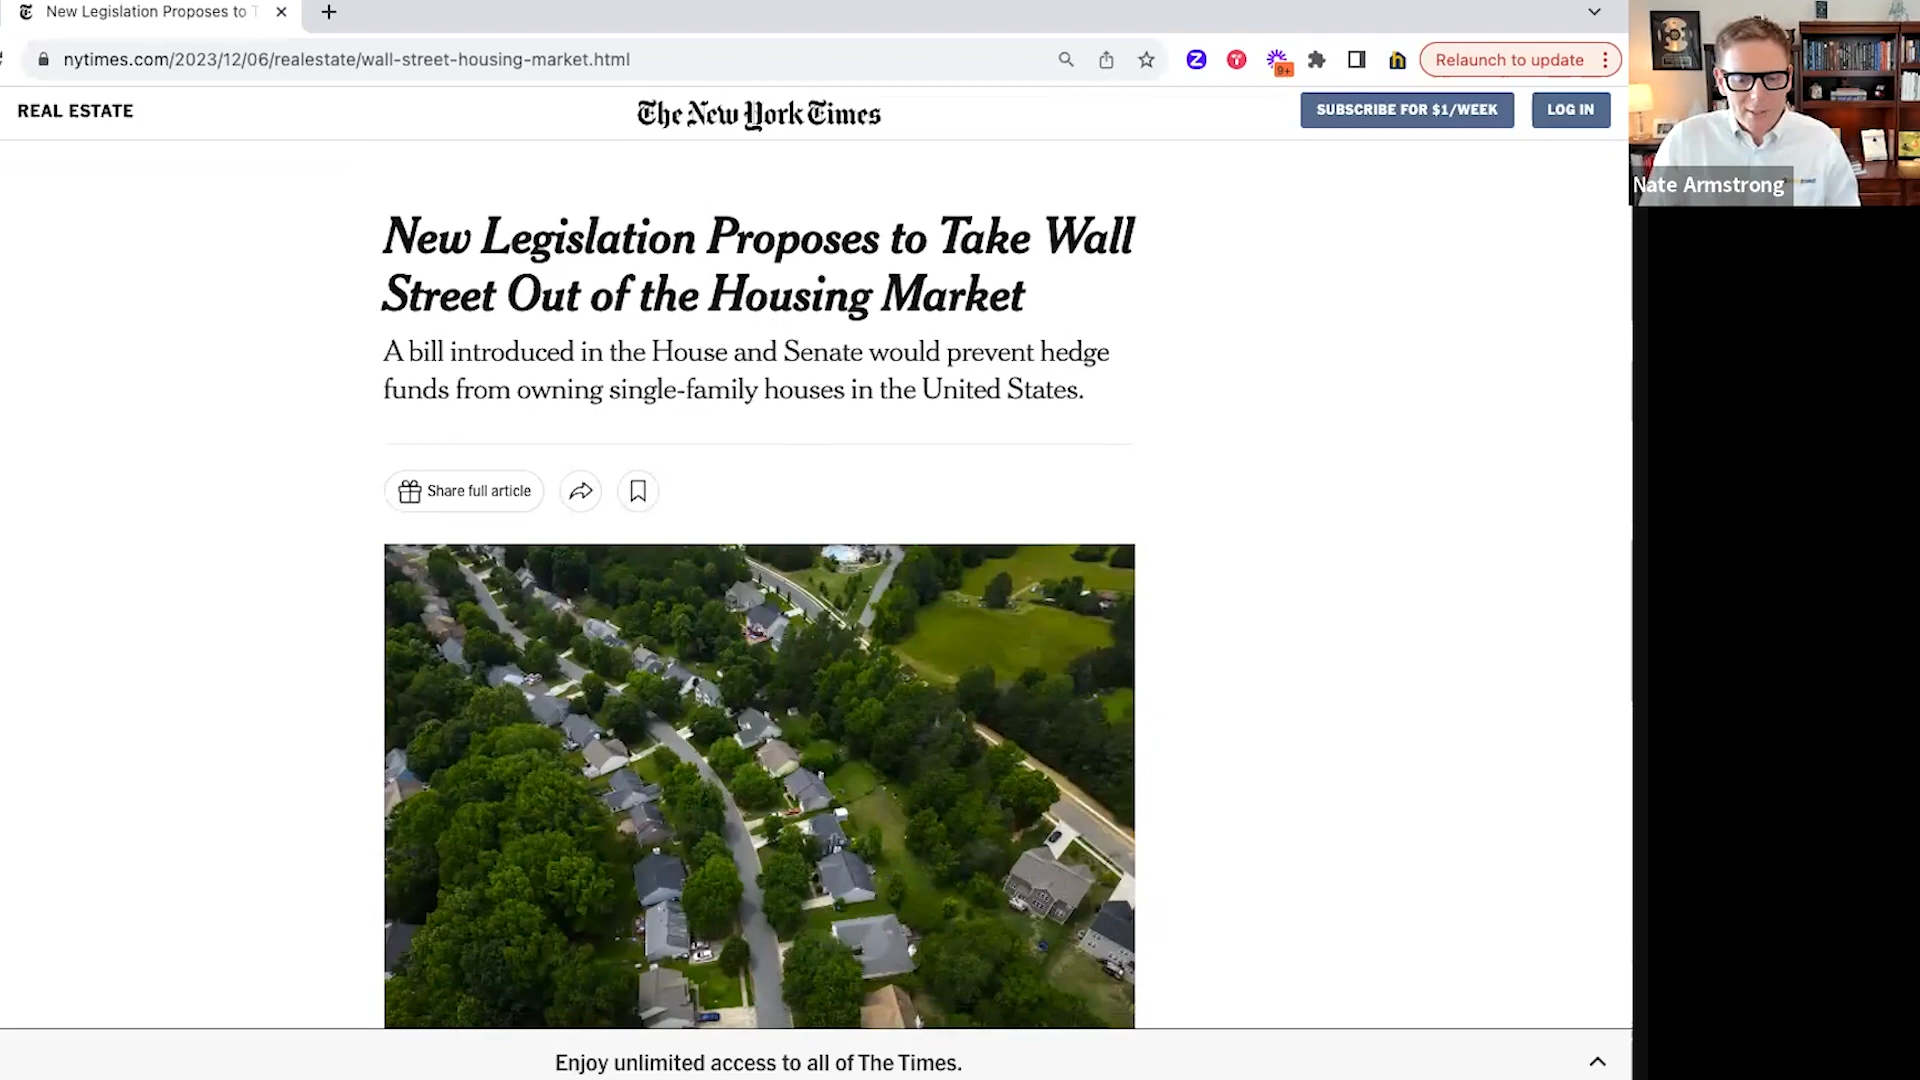 New Legislation Proposes to T
nytimes.com/2023/12/06/realestate/wall-street-housing-market.html
9+
Relaunch to update
REAL ESTATE
The New York Times
SUBSCRIBE FOR $1/WEEK
LOG IN
Nate Armstrong
New Legislation Proposes to Take Wall
Street Out of the Housing Market
A bill introduced in the House and Senate would prevent hedge
funds from owning single-family houses in the United States.
Share full article
Enjoy unlimited access to all of The Times.